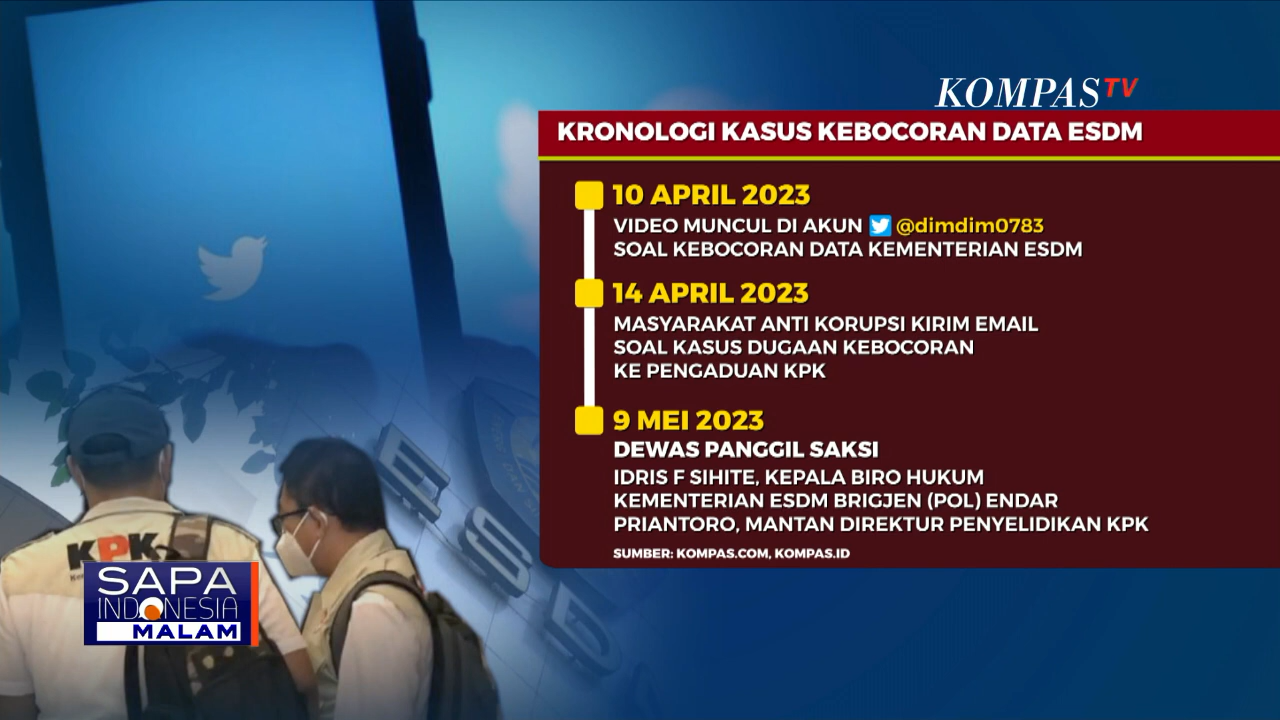 KOMPASTV
KRONOLOGI KASUS KEBOCORAN DATA ESDM
10 APRIL 2023
VIDEO MUNCUL DI AKUN @dimdim0783
SOAL KEBOCORAN DATA KEMENTERIAN ESDM
14 APRIL 2023
MASYARAKAT ANTI KORUPSI KIRIM EMAIL
SOAL KASUS DUGAAN KEBOCORAN
KE PENGADUAN KPK
9 MEI 2023
DEWAS PANGGIL SAKSI
IDRIS F SIHITE, KEPALA BIRO HUKUM
KEMENTERIAN ESDM BRIGJEN (POL) ENDAR
PRIANTORO, MANTAN DIREKTUR PENYELIDIKAN KPK
SUMBER: KOMPAS.COM, KOMPAS.ID
KPK
SAPA
INDONESIA
MALAM
ESD